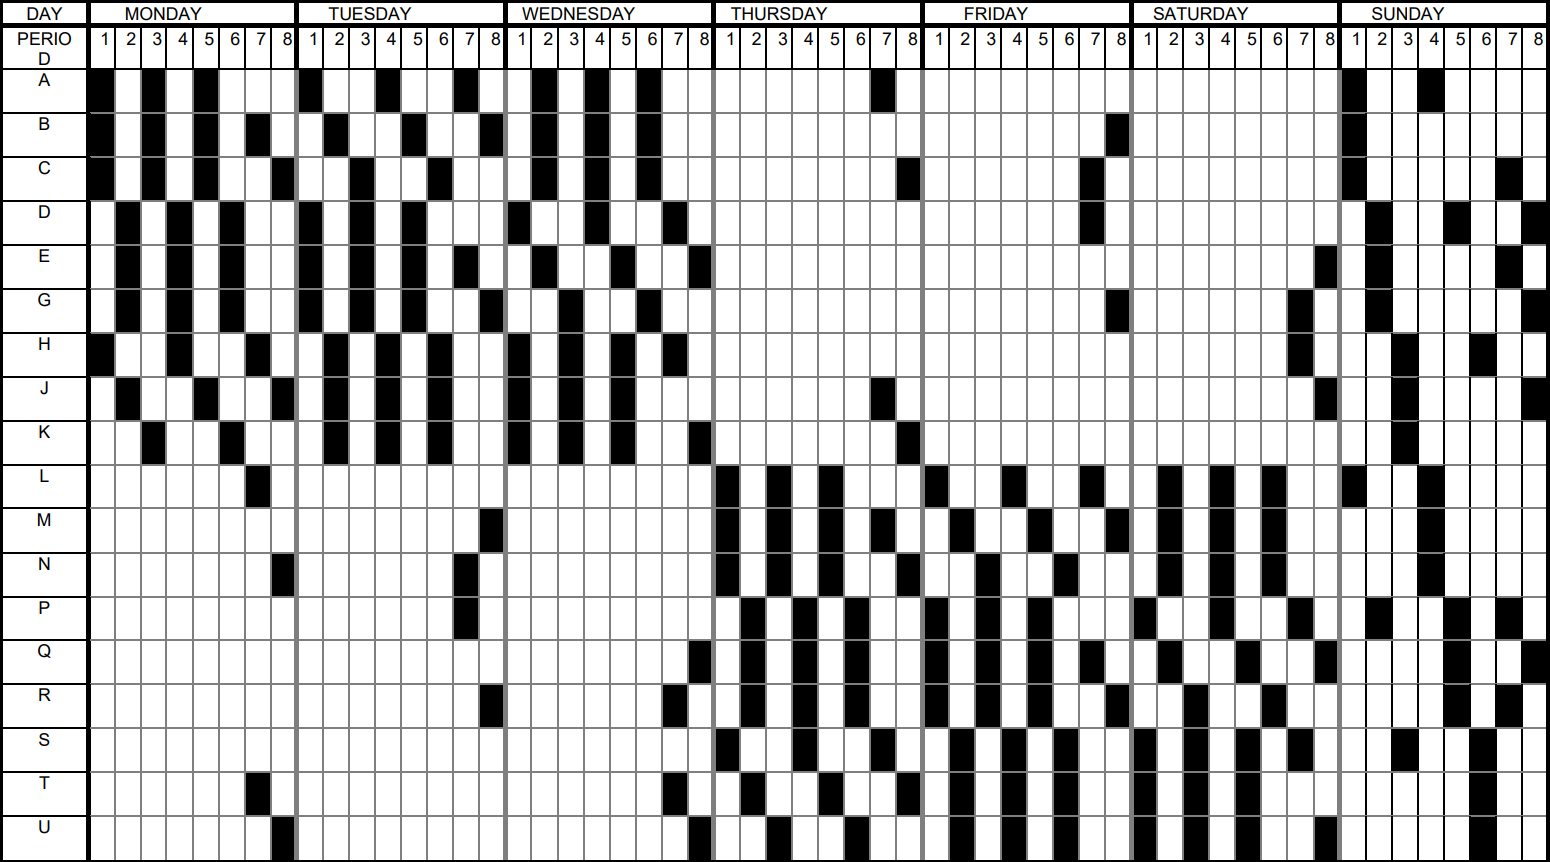 DAY MONDAY TUESDAY WEDNESDAY THURSDAY FRIDAY SATURDAY SUNDAY
PERIO 1 2 3 4 5 6 7 8 1 2 3 4 5 6 7 8 1 2 3 4 5 6 7 8 1 2 3 4 5 6 7 8 1 2 3 4 5 6 7 8 1 2 3 4 5 6 7 8 1 2 3 4 5 6 7 8
D
A
B
C
D
E
G
H
J
K
L
M
N
P
Q
R
S
T
U